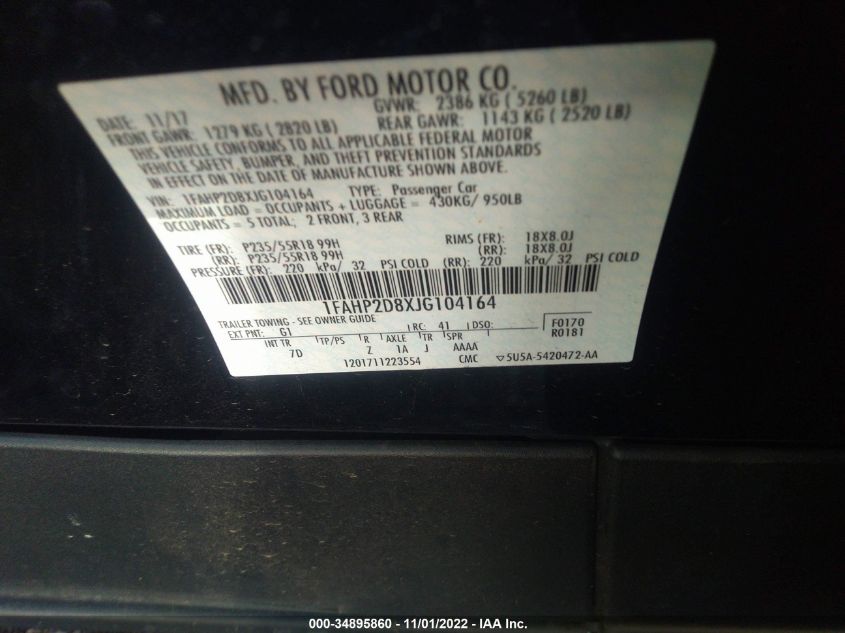 MFD. BY FORD MOTOR CO.
DATE: 11/17 GVWR: 2386 KG ( 5260 LB)
FRONT GAWR: 1279 KG ( 2820 LB) REAR GAWR: 1143 KG ( 2520 LB)
THIS VEHICLE CONFORMS TO ALL APPLICABLE FEDERAL MOTOR
VEHICLE SAFETY, BUMPER, AND THEFT PREVENTION STANDARDS
IN EFFECT ON THE DATE OF MANUFACTURE SHOWN ABOVE.
VIN: 1FAHP2D8XJG104164 TYPE: Passenger Car
MAXIMUM LOAD = OCCUPANTS + LUGGAGE = 430KG/ 950LB
OCCUPANTS = 5 TOTAL; 2 FRONT, 3 REAR
TIRE (FR): P235/55R18 99H RIMS (FR): 18X8.0J
(RR): P235/55R18 99H (RR): 18X8.0J
PRESSURE (FR): 220 kPa/ 32 PSI COLD (RR): 220 kPa/ 32 PSI COLD
1FAHP2D8XJG104164
TRAILER TOWING - SEE OWNER GUIDE
EXT PNT: G1 RC: 41 DSO: F0170
R0181
INT TR TP/PS R AXLE TR SPR
7D Z 1A J AAAA
1201711223554 CMC ▽5U5A-5420472-AA
000-34895860 - 11/01/2022 - IAA Inc.